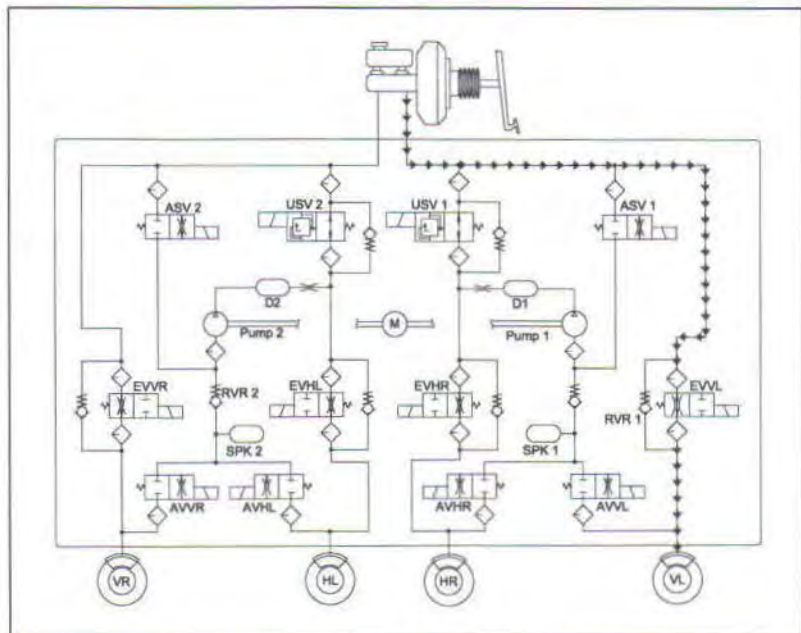 ASV 2
USV 2
USV 1
ASV 1
t.
t.
D2
D1
M
Pump 2
Pump 1
EVVR
RVR 2
EVHL
EVHR
RVR 1
EVVL
SPK 2
SPK 1
AVVR
AVHL
AVHR
AVVL
VR
HL
HR
VL